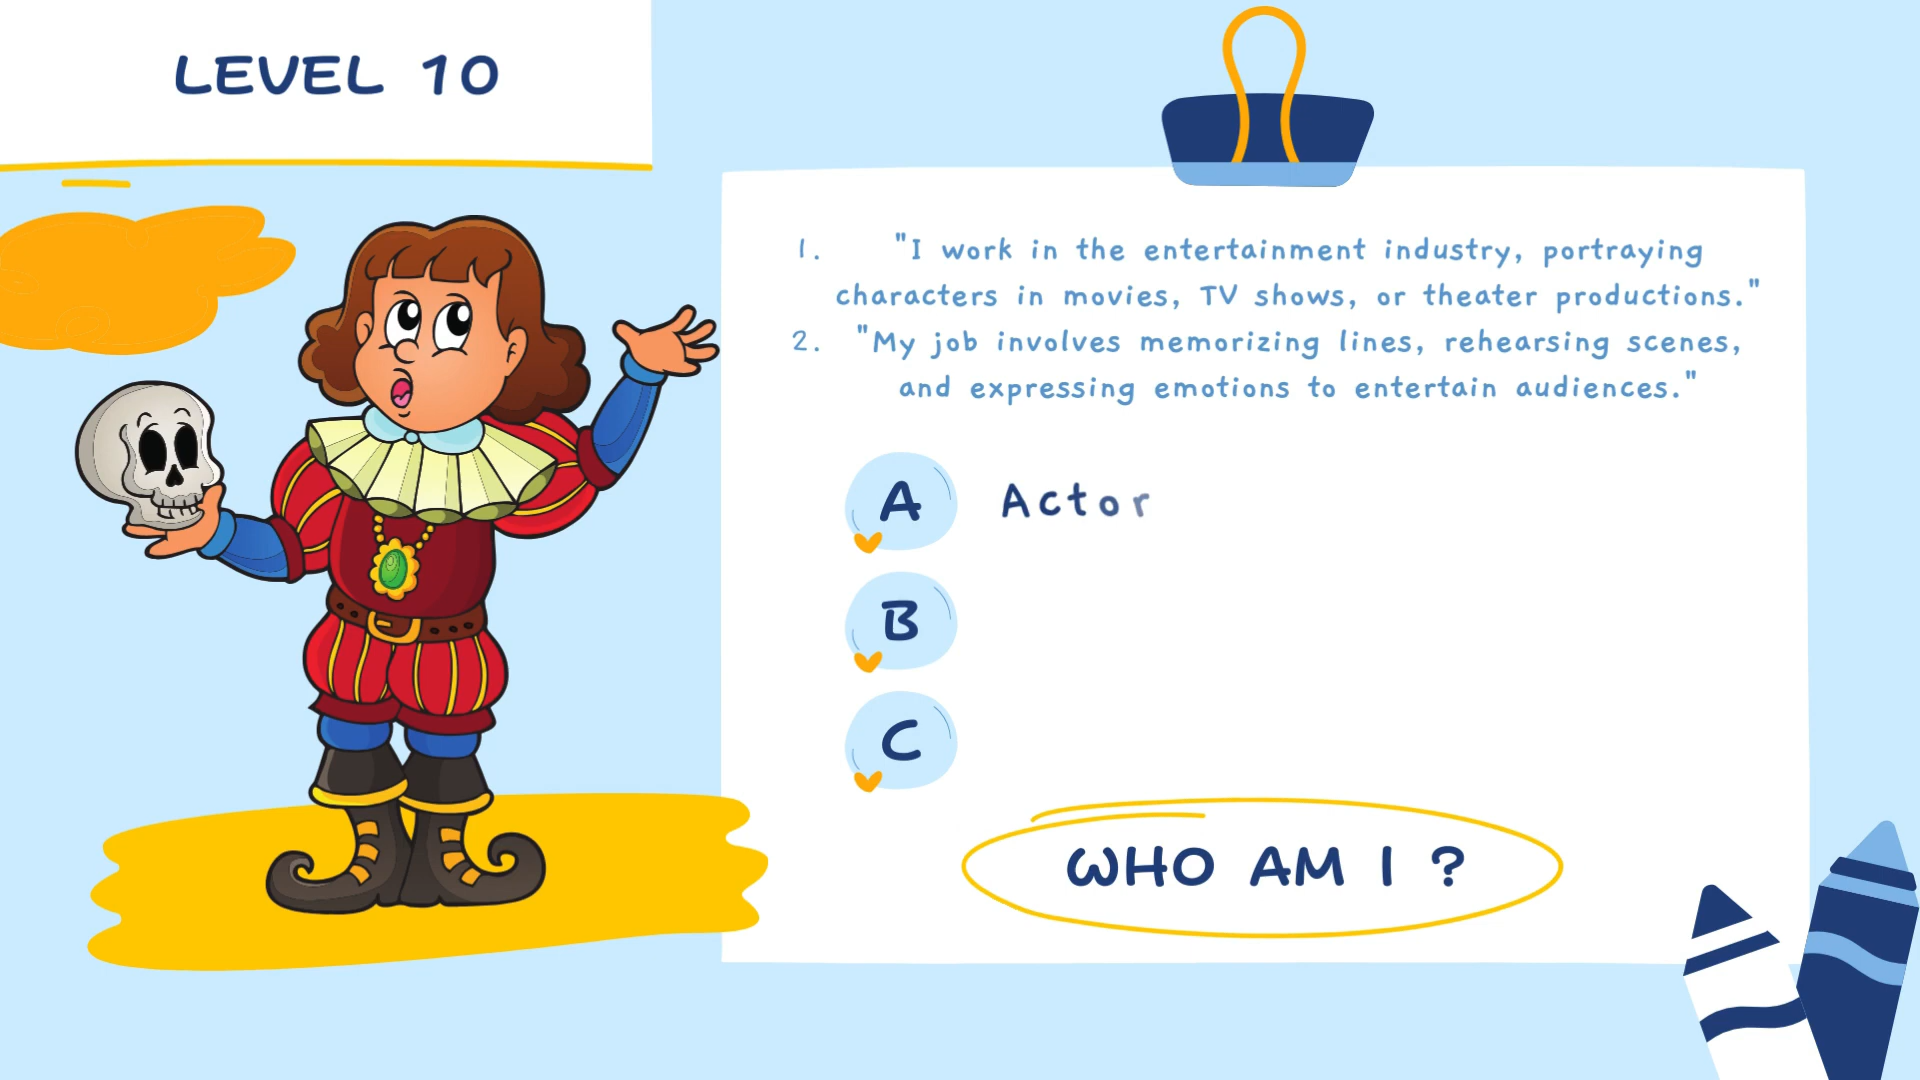 LEVEL 10
1. "I work in the entertainment industry, portraying
characters in movies, TV shows, or theater productions."
2. "My job involves memorizing lines, rehearsing scenes,
and expressing emotions to entertain audiences."
A Actor
B
C
WHO AM I ?